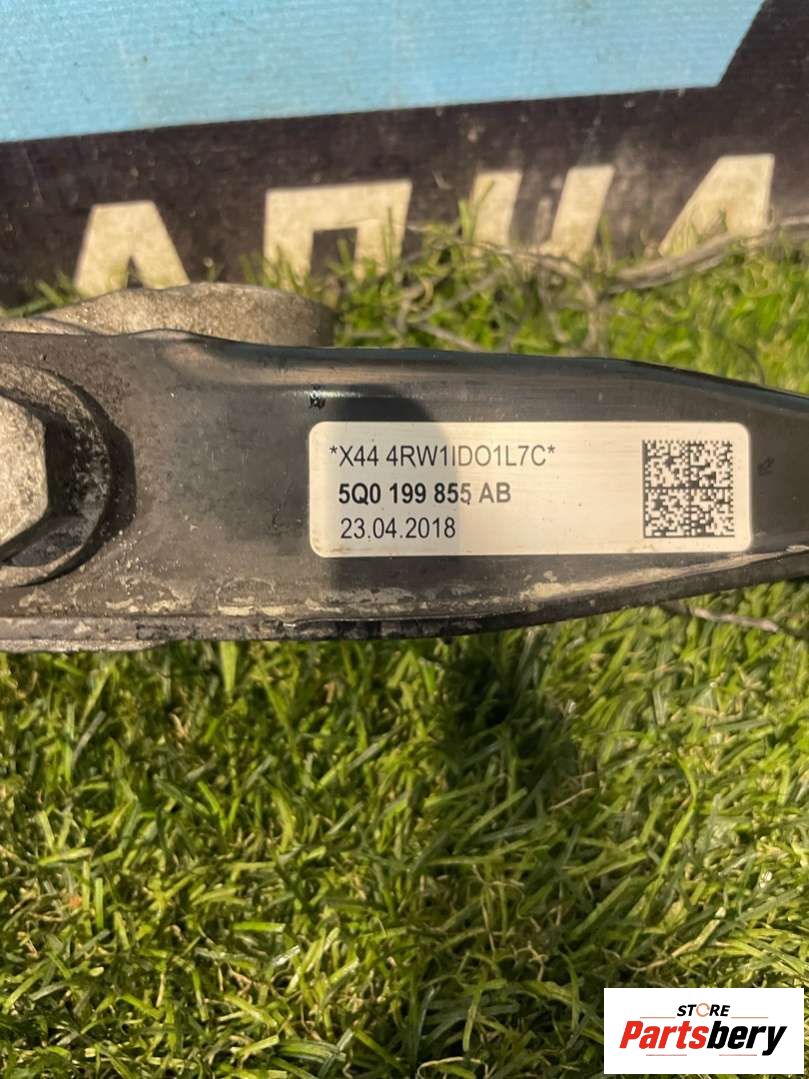 *X44 4RW1IDO1L7C*
5Q0 199 855 AB
23.04.2018
STORE
Partsbery